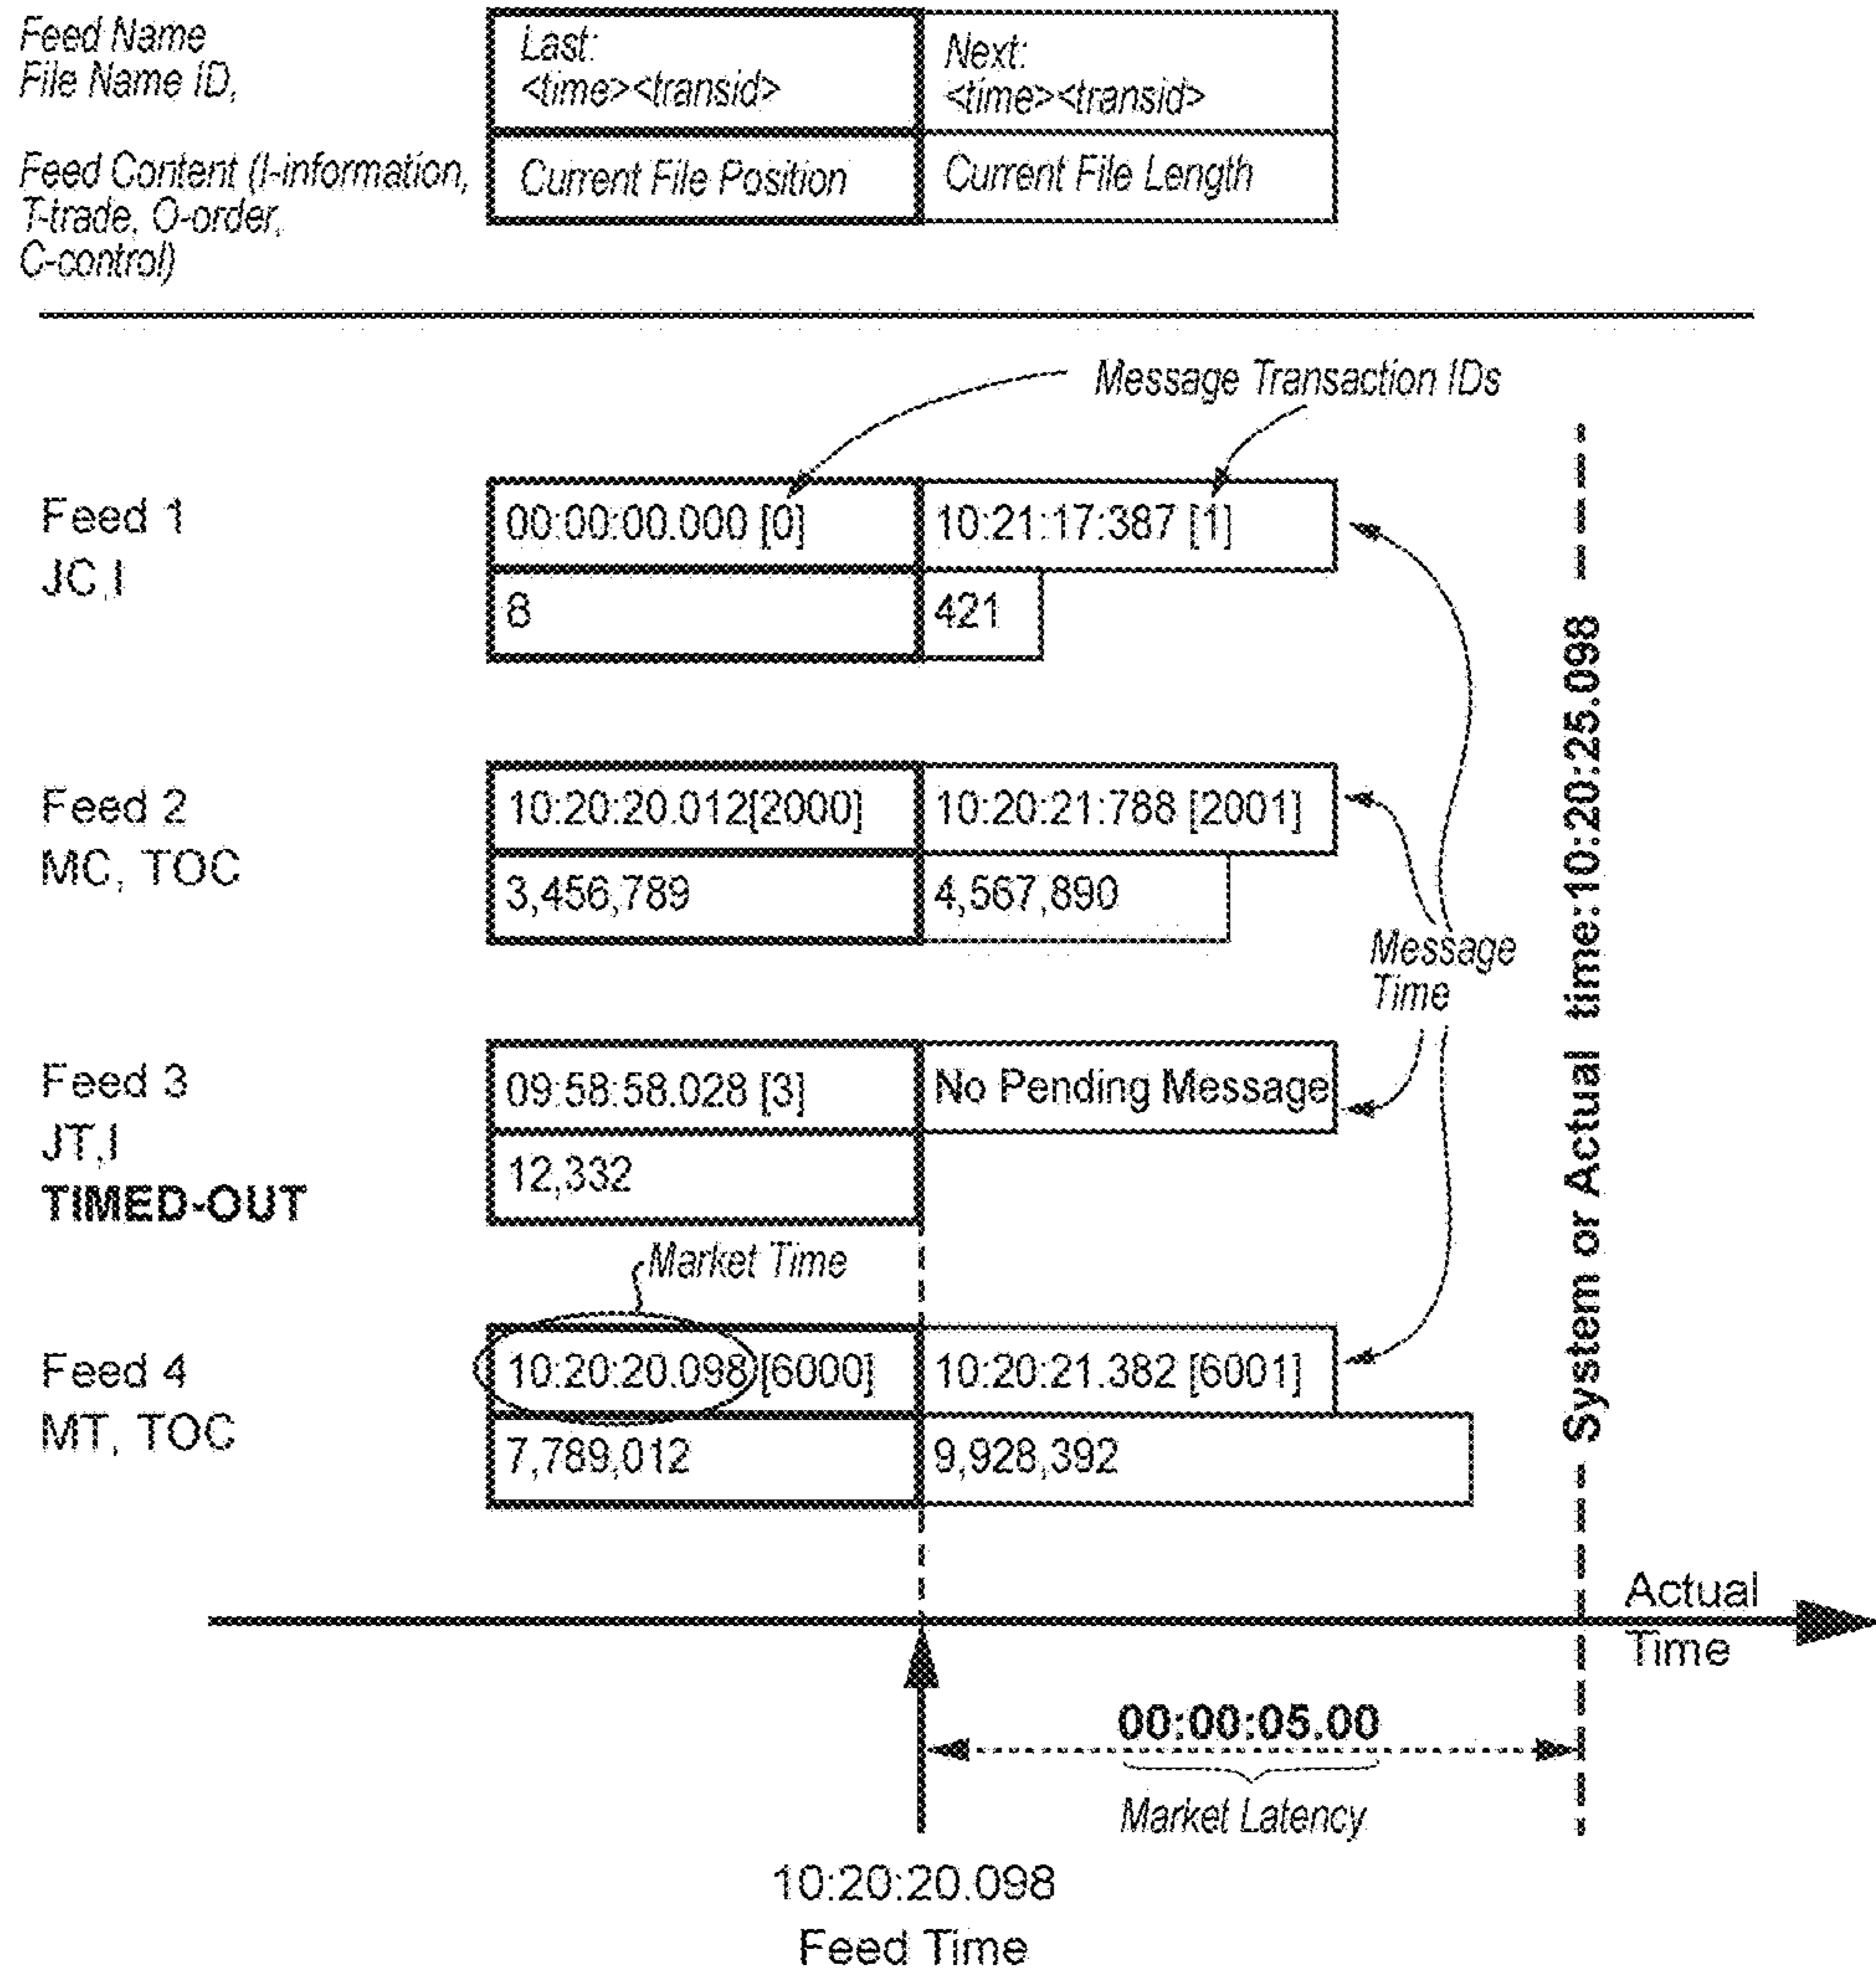 Feed Name
File Name ID,
Feed Content (I-information,
T-trade, O-order,
C-control)
Last:
<time><transid>
Next:
<time><transid>
Current File Position
Current File Length
Message Transaction IDs
Feed 1
JC,I
00:00:00.000 [0]
10:21:17:387 [1]
8
421
Feed 2
MC, TOC
10:20:20.012[2000]
10:20:21:788 [2001]
3,456,789
4,567,890
Message
Time
Feed 3
JT,I
TIMED-OUT
09:58:58.028 [3]
No Pending Message
12,332
Market Time
Feed 4
MT, TOC
10:20:20.098 [6000]
10:20:21.382 [6001]
7,789,012
9,928,392
System or Actual time:10:20:25.098
Actual
Time
00:00:05.00
Market Latency
10:20:20.098
Feed Time